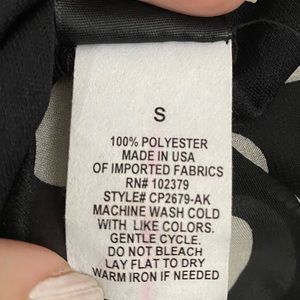 S
100% POLYESTER
MADE IN USA
OF IMPORTED FABRICS
RN# 102379
STYLE# CP2679-AK
MACHINE WASH COLD
WITH LIKE COLORS.
GENTLE CYCLE.
DO NOT BLEACH
LAY FLAT TO DRY
WARM IRON IF NEEDED